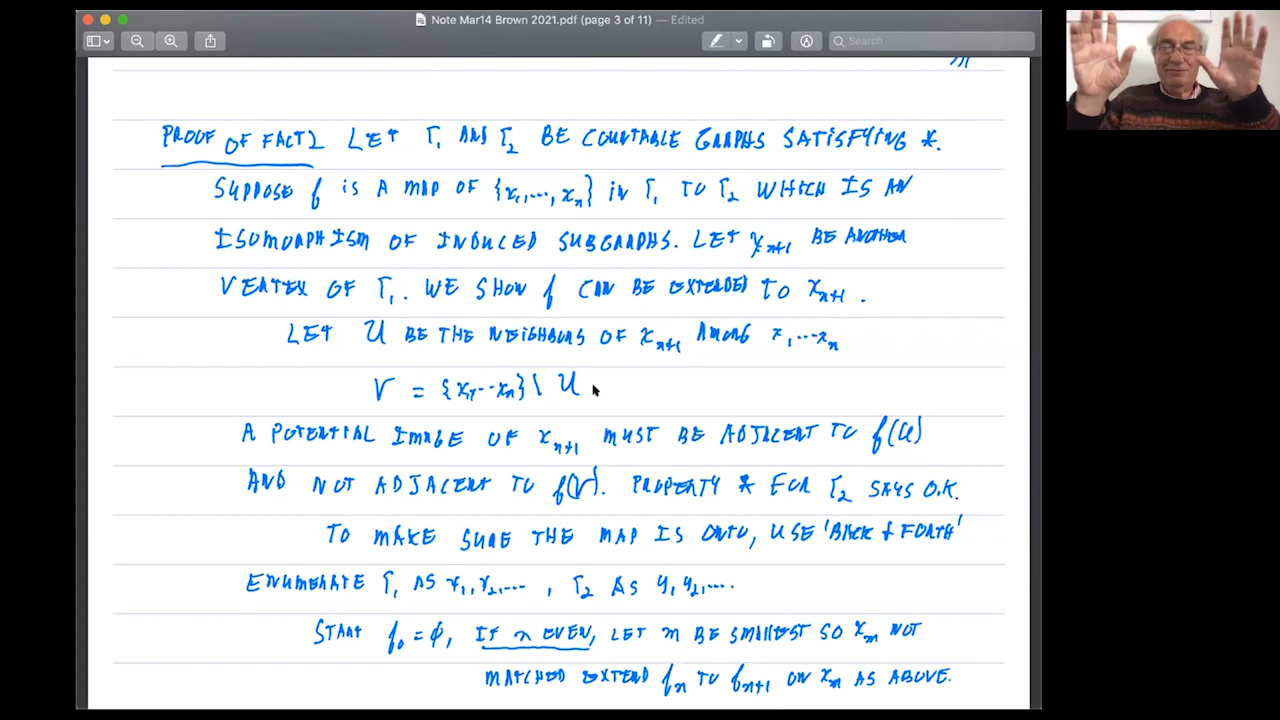 Note Mar14 Brown 2021.pdf (page 3 of 11) — Edited
Search
PROOF OF FACT 2 LET Γ₁ AND Γ₂ BE COUNTABLE GRAPHS SATISFYING *.
SUPPOSE f IS A MAP OF {x₁,...,xₙ} IN Γ₁ TO Γ₂ WHICH IS AN
ISOMORPHISM OF INDUCED SUBGRAPHS. LET xₙ₊₁ BE ANOTHER
VERTEX OF Γ₁. WE SHOW f CAN BE EXTENDED TO xₙ₊₁.
LET U BE THE NEIGHBORS OF xₙ₊₁ AMONG x₁...xₙ
V = {x₁...xₙ} \ U
A POTENTIAL IMAGE OF xₙ₊₁ MUST BE ADJACENT TO f(U)
AND NOT ADJACENT TO f(V). PROPERTY * FOR Γ₂ SAYS O.K.
TO MAKE SURE THE MAP IS ONTO, USE 'BACK & FORTH'
ENUMERATE Γ₁ AS x₁, x₂,.... , Γ₂ AS y₁, y₂,....
START f₀ = ϕ, IF n EVEN, LET m BE SMALLEST SO xₘ NOT
MATCHED EXTEND fₙ TO fₙ₊₁ ON xₘ AS ABOVE.